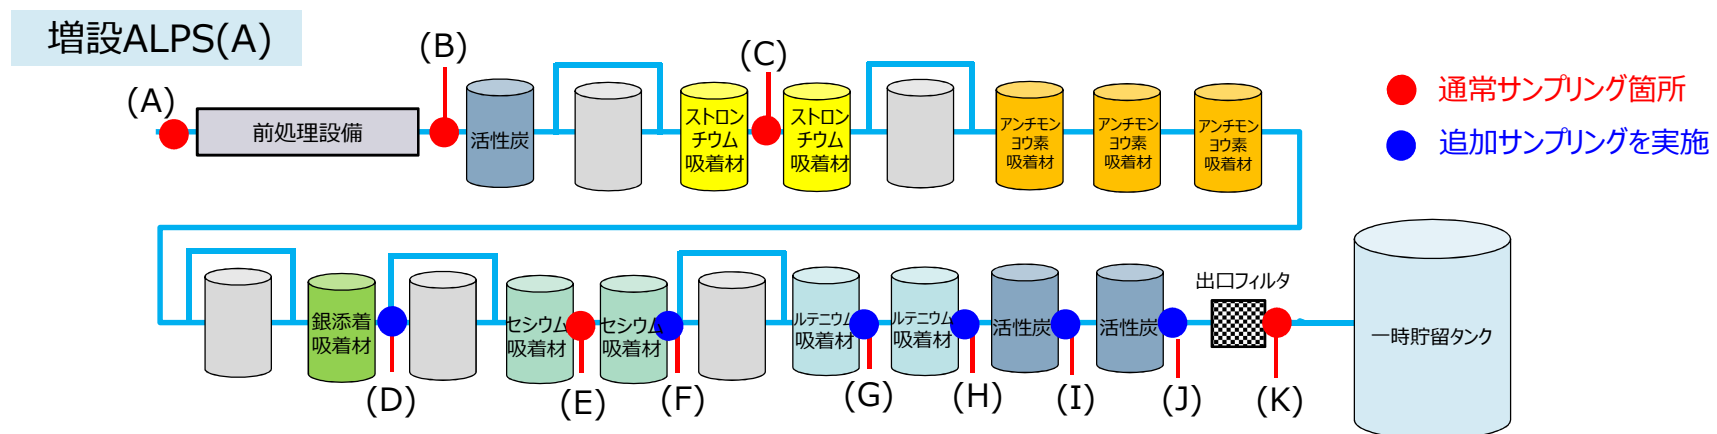 増設ALPS(A)
(A)
(B)
(C)
前処理設備
活性炭
ストロン
チウム
吸着材
ストロン
チウム
吸着材
アンチモン
ヨウ素
吸着材
アンチモン
ヨウ素
吸着材
アンチモン
ヨウ素
吸着材
通常サンプリング箇所
追加サンプリングを実施
銀添着
吸着材
セシウム
吸着材
セシウム
吸着材
ルテニウム
吸着材
ルテニウム
吸着材
活性炭
活性炭
出口フィルタ
一時貯留タンク
(D)
(E)
(F)
(G)
(H)
(I)
(J)
(K)